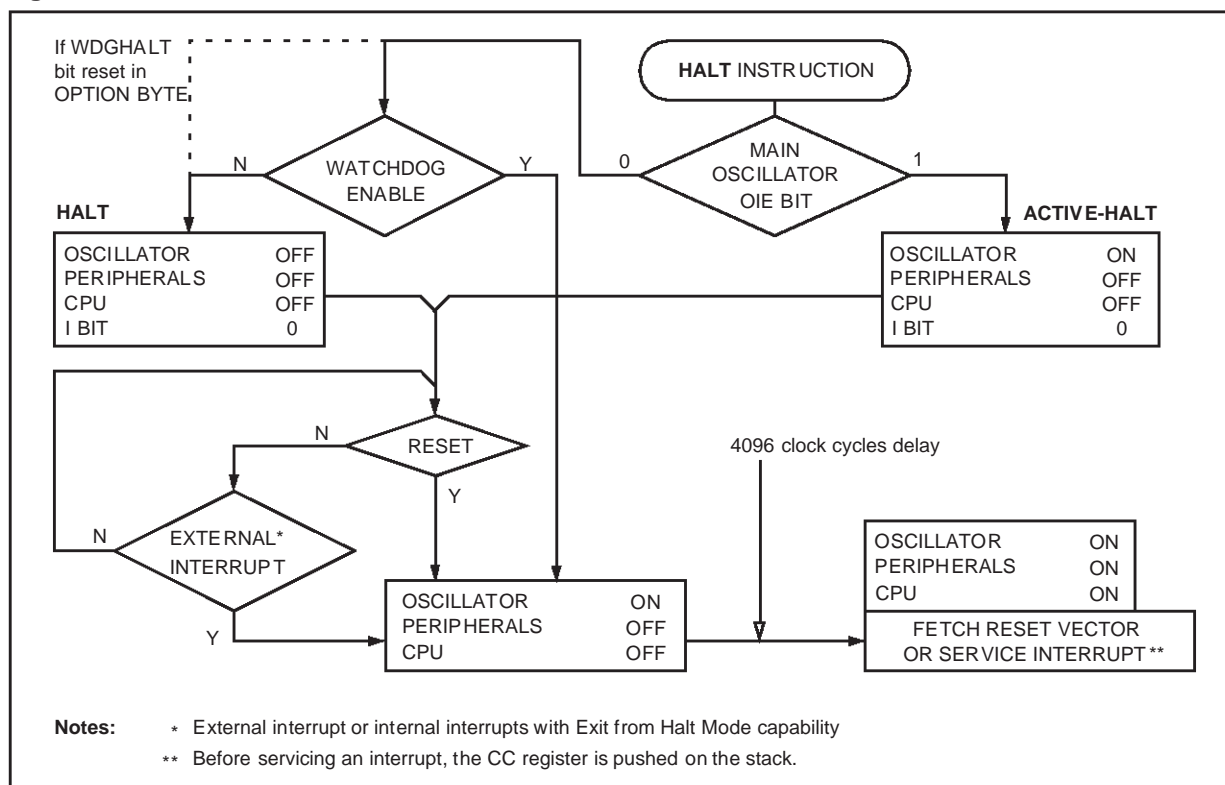 If WDGHALT
bit reset in
OPTION BYTE
HALT INSTRUCTION
N
WATCHDOG
ENABLE
Y
0
MAIN
OSCILLATOR
OIE BIT
1
HALT
OSCILLATOR OFF
PERIPHERALS OFF
CPU OFF
I BIT 0
ACTIVE-HALT
OSCILLATOR ON
PERIPHERALS OFF
CPU OFF
I BIT 0
N
RESET
Y
4096 clock cycles delay
N
EXTERNAL*
INTERRUPT
Y
OSCILLATOR ON
PERIPHERALS OFF
CPU OFF
OSCILLATOR ON
PERIPHERALS ON
CPU ON
FETCH RESET VECTOR
OR SERVICE INTERRUPT**
Notes: * External interrupt or internal interrupts with Exit from Halt Mode capability
** Before servicing an interrupt, the CC register is pushed on the stack.